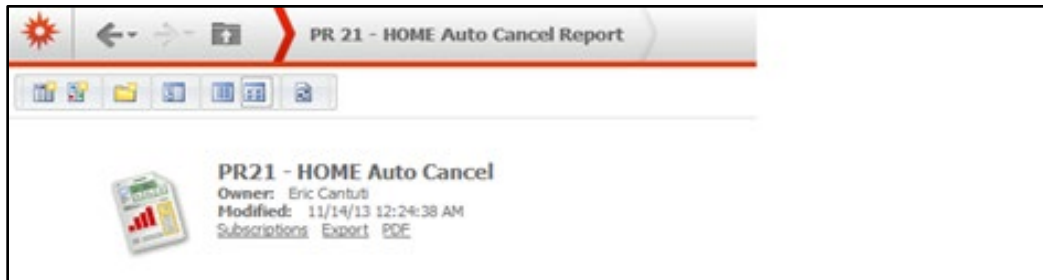 PR 21 - HOME Auto Cancel Report
PR21 - HOME Auto Cancel
Owner: Eric Cantuti
Modified: 11/14/13 12:24:38 AM
Subscriptions Export PDF